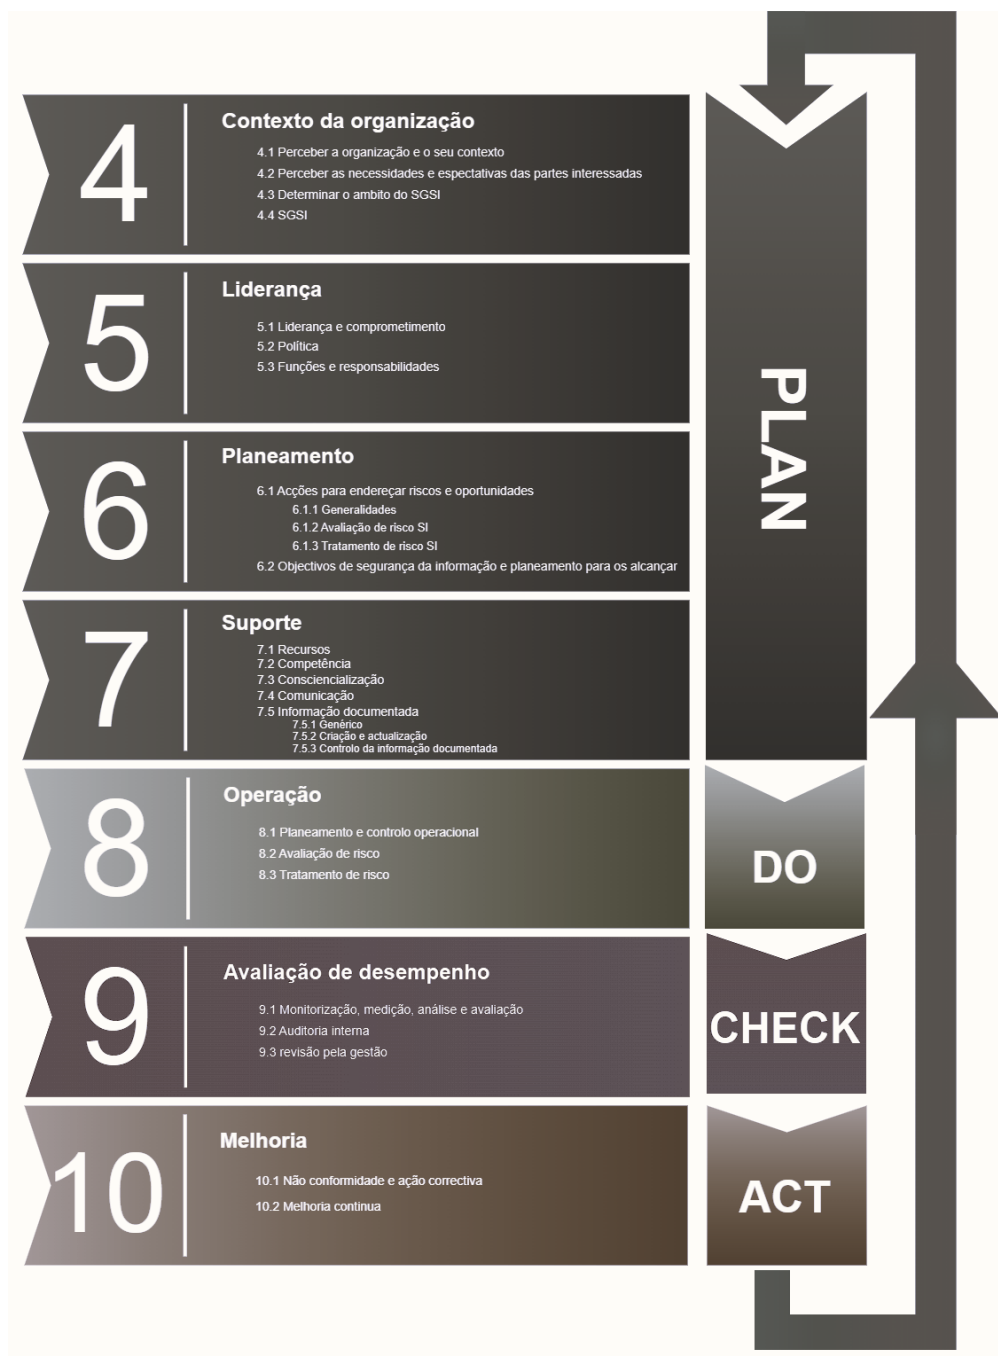 4
Contexto da organização
4.1 Perceber a organização e o seu contexto
4.2 Perceber as necessidades e espectativas das partes interessadas
4.3 Determinar o ambito do SGSI
4.4 SGSI
5
Liderança
5.1 Liderança e comprometimento
5.2 Política
5.3 Funções e responsabilidades
6
Planeamento
6.1 Acções para endereçar riscos e oportunidades
6.1.1 Generalidades
6.1.2 Avaliação de risco SI
6.1.3 Tratamento de risco SI
6.2 Objectivos de segurança da informação e planeamento para os alcançar
7
Suporte
7.1 Recursos
7.2 Competência
7.3 Consciencialização
7.4 Comunicação
7.5 Informação documentada
7.5.1 Genérico
7.5.2 Criação e actualização
7.5.3 Controlo da informação documentada
PLAN
8
Operação
8.1 Planeamento e controlo operacional
8.2 Avaliação de risco
8.3 Tratamento de risco
DO
9
Avaliação de desempenho
9.1 Monitorização, medição, análise e avaliação
9.2 Auditoria interna
9.3 revisão pela gestão
CHECK
10
Melhoria
10.1 Não conformidade e ação correctiva
10.2 Melhoria continua
ACT